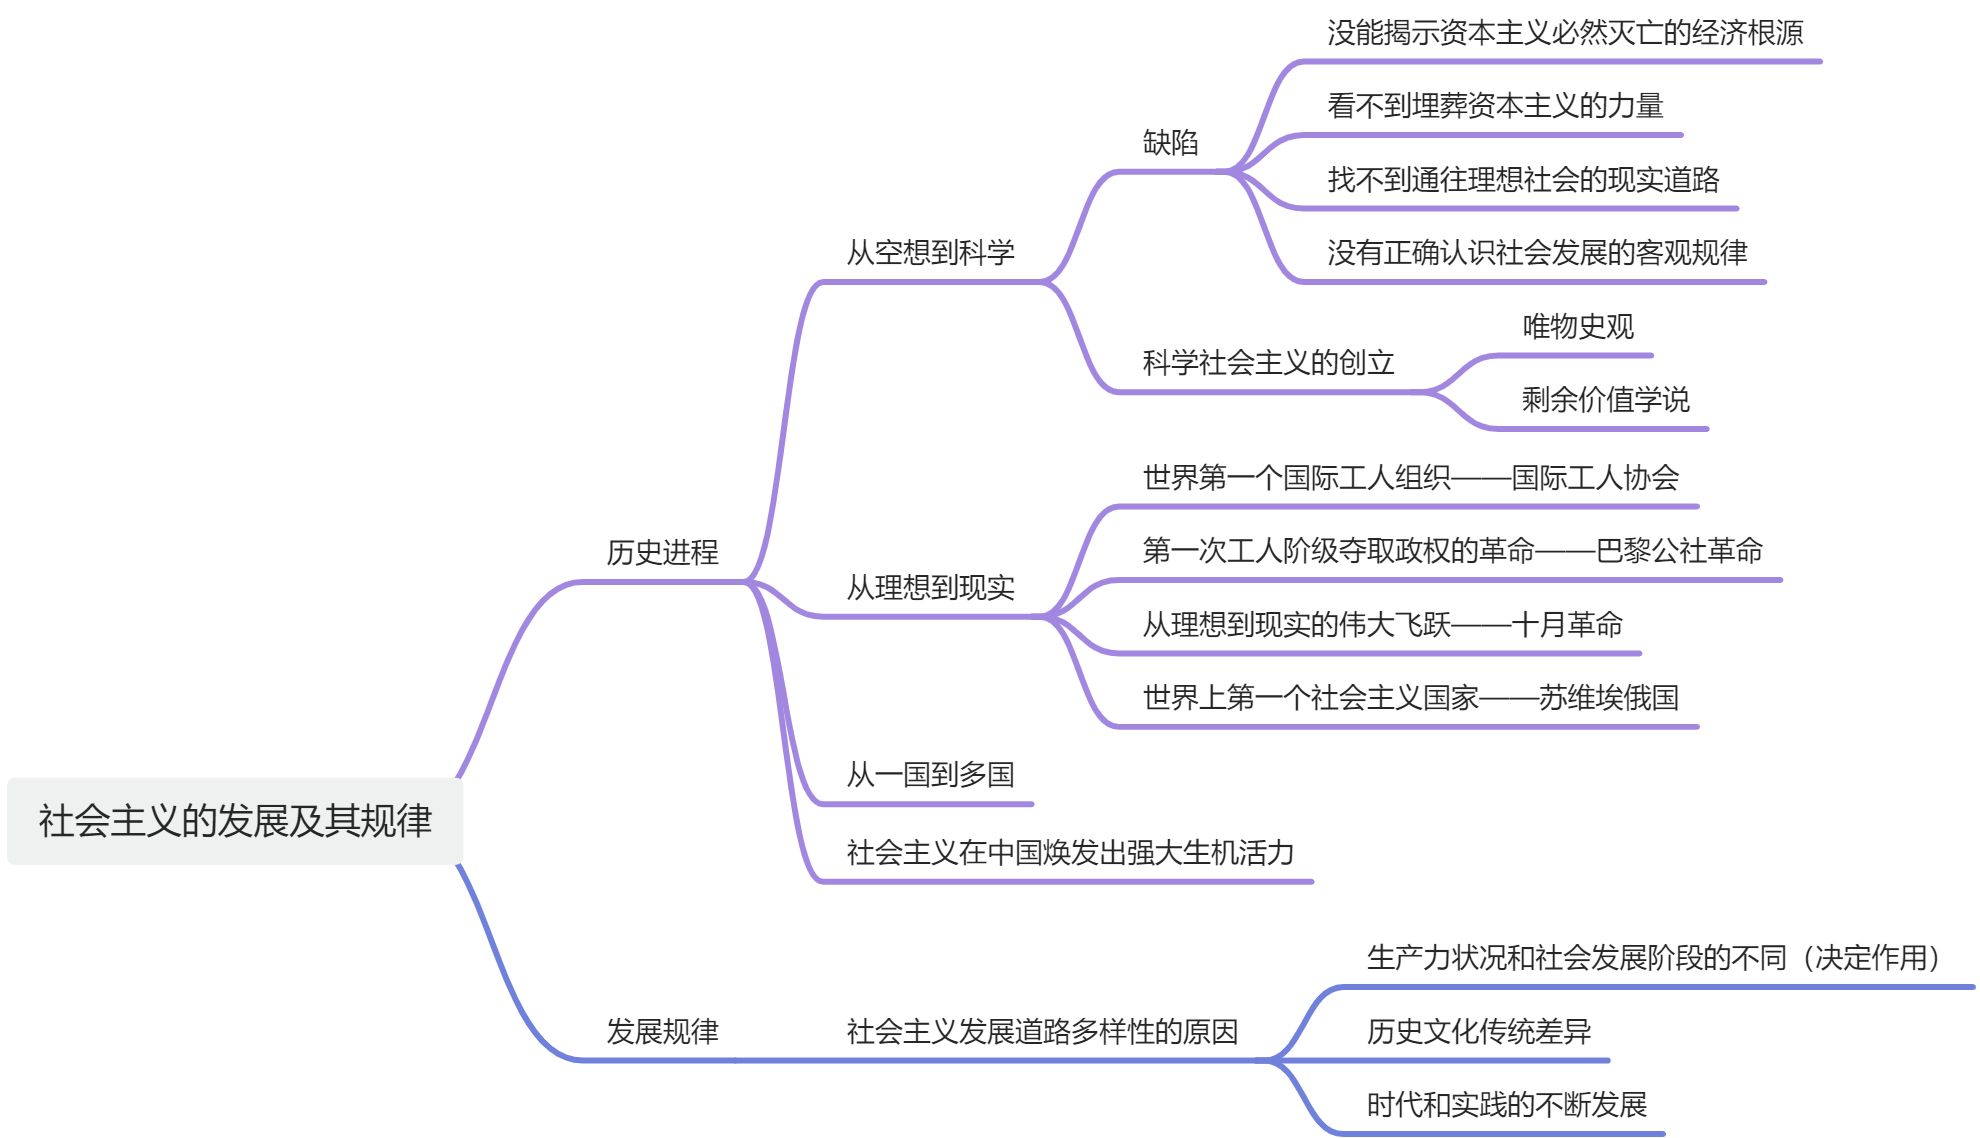 没能揭示资本主义必然灭亡的经济根源
看不到埋葬资本主义的力量
缺陷
找不到通往理想社会的现实道路
从空想到科学
没有正确认识社会发展的客观规律
唯物史观
科学社会主义的创立
剩余价值学说
世界第一个国际工人组织——国际工人协会
历史进程
第一次工人阶级夺取政权的革命——巴黎公社革命
从理想到现实
从理想到现实的伟大飞跃——十月革命
世界上第一个社会主义国家——苏维埃俄国
从一国到多国
社会主义的发展及其规律
社会主义在中国焕发出强大生机活力
生产力状况和社会发展阶段的不同（决定作用）
发展规律
社会主义发展道路多样性的原因
历史文化传统差异
时代和实践的不断发展